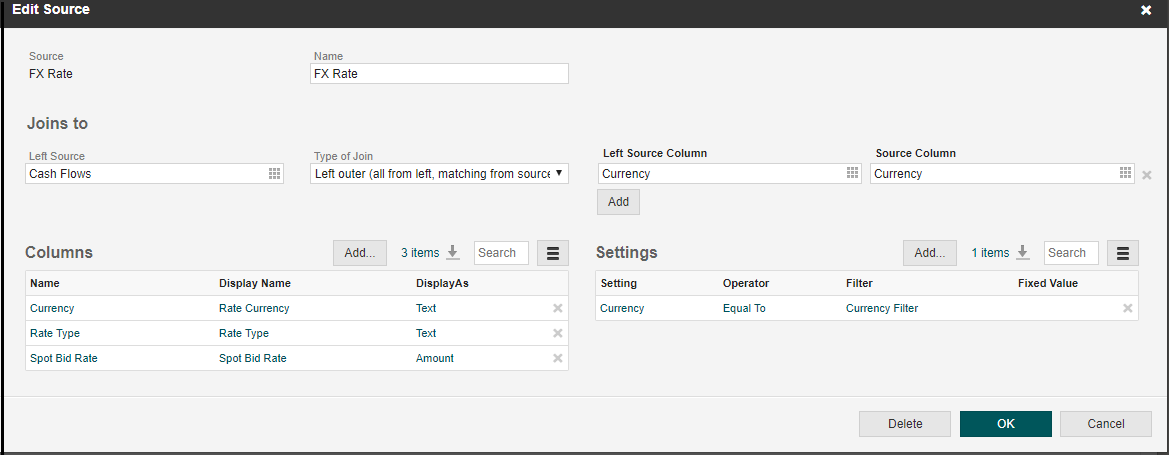 Edit Source
Source
Name
FX Rate
FX Rate
Joins to
Left Source
Type of Join
Left Source Column
Source Column
Cash Flows
Left outer (all from left, matching from source
Currency
Currency
Add
Columns
Add...
3 items
Search
Settings
Add...
1 items
Search
Name Display Name DisplayAs
Setting Operator Filter Fixed Value
Currency Rate Currency Text
Currency Equal To Currency Filter
Rate Type Rate Type Text
Spot Bid Rate Spot Bid Rate Amount
Delete
OK
Cancel